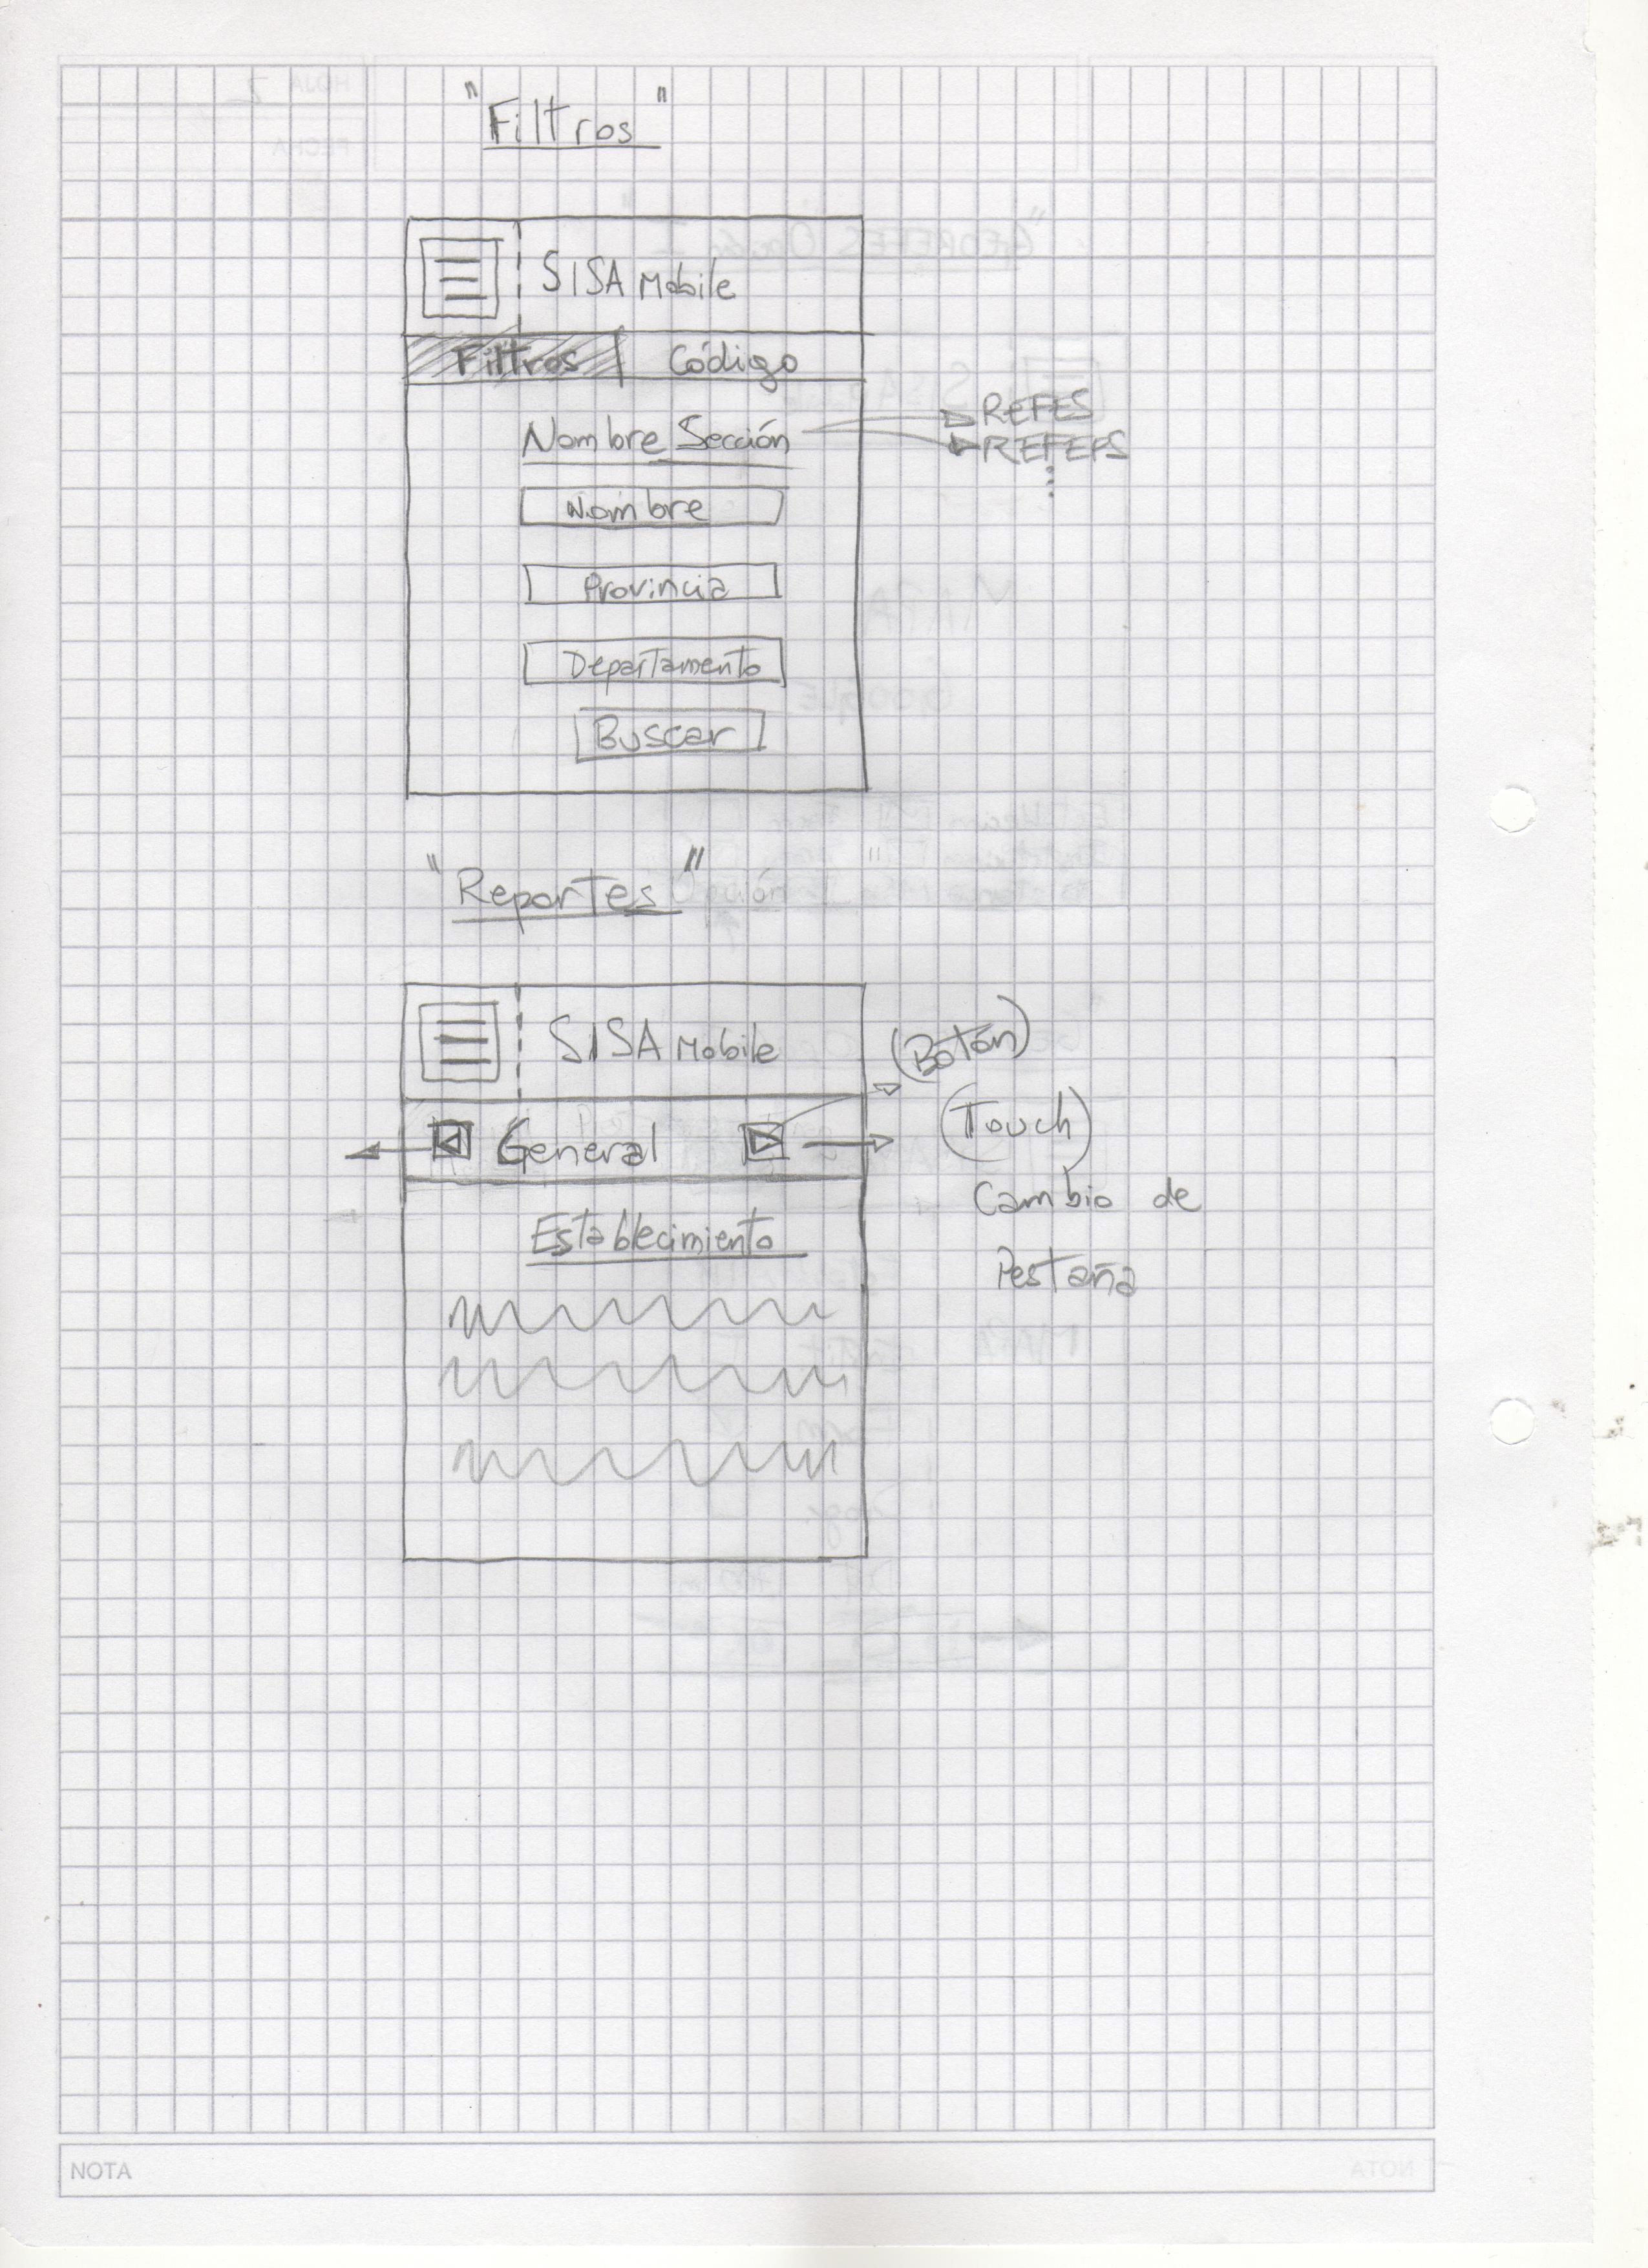 "Filtros"
SISA Mobile
Filtros Código
Nombre Sección
REFES
REFEPS
Nombre
Provincia
Departamento
Buscar
"Reportes"
SISA Mobile
(Botón)
General
(Touch)
Cambio de
Pestaña
Establecimiento
NOTA